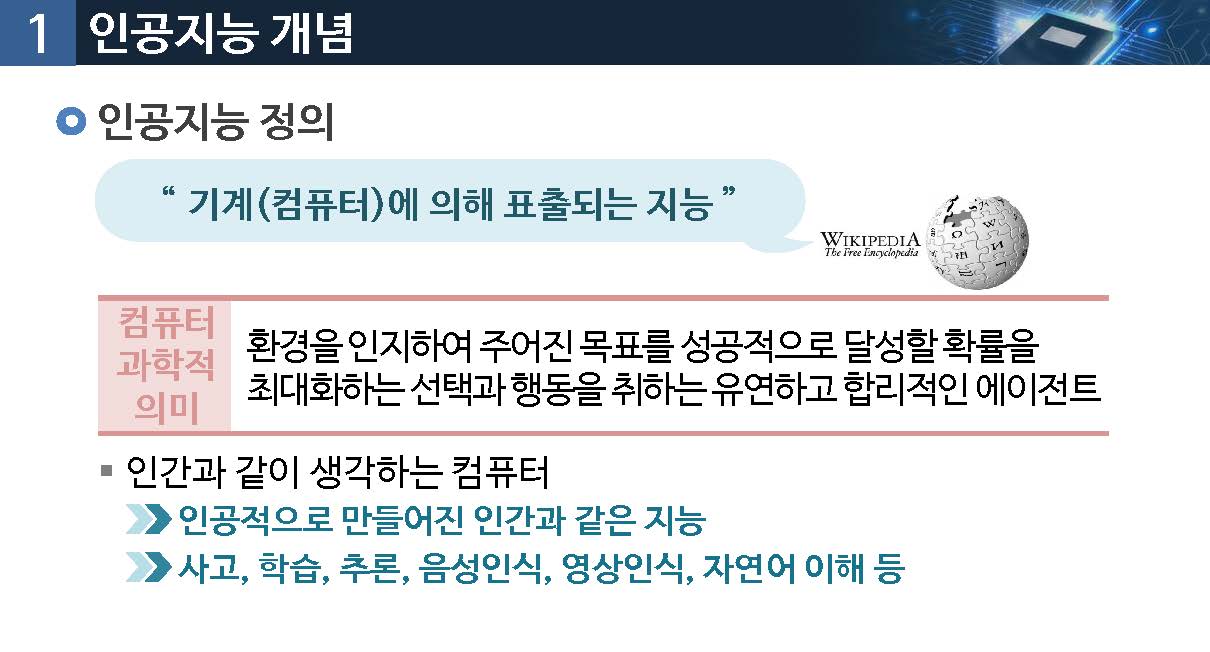 1 인공지능 개념
인공지능 정의
“ 기계(컴퓨터)에 의해 표출되는 지능 ”
WIKIPEDIA
The Free Encyclopedia
컴퓨터
과학적
의미
환경을 인지하여 주어진 목표를 성공적으로 달성할 확률을
최대화하는 선택과 행동을 취하는 유연하고 합리적인 에이전트
▪ 인간과 같이 생각하는 컴퓨터
인공적으로 만들어진 인간과 같은 지능
사고, 학습, 추론, 음성인식, 영상인식, 자연어 이해 등